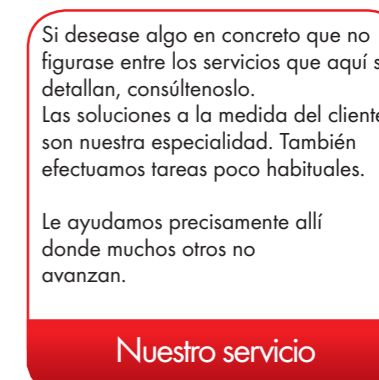 Si desease algo en concreto que no
figurase entre los servicios que aquí s
detallan, consúltenoslo.
Las soluciones a la medida del cliente
son nuestra especialidad. También
efectuamos tareas poco habituales.
Le ayudamos precisamente allí
donde muchos otros no
avanzan.
Nuestro servicio